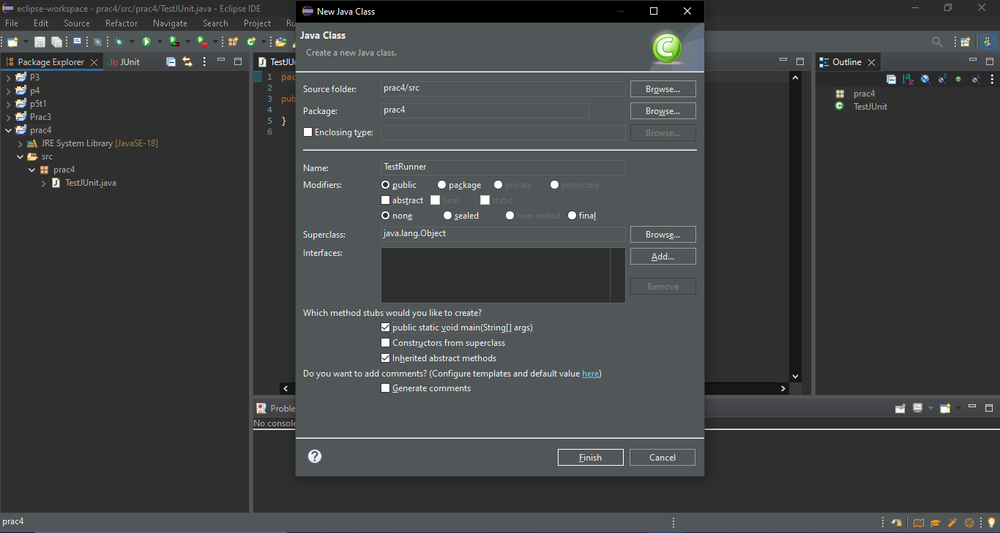 eclipse-workspace - prac4/src/prac4/TestJUnit.java - Eclipse IDE
File Edit Source Refactor Navigate Search Project Ru
Package Explorer
JUnit
P3
p4
p5t1
Prac3
prac4
JRE System Library [JavaSE-18]
src
prac4
TestJUnit.java
TestJU
1 pac
2
3 pub
4
5 }
6
New Java Class
Java Class
Create a new Java class.
Source folder: prac4/src Browse...
Package: prac4 Browse...
Enclosing type: Browse...
Name: TestRunner
Modifiers: public package private protected
abstract final static
none sealed non-sealed final
Superclass: java.lang.Object Browse...
Interfaces: Add...
Remove
Which method stubs would you like to create?
public static void main(String[] args)
Constructors from superclass
Inherited abstract methods
Do you want to add comments? (Configure templates and default value here)
Generate comments
Finish Cancel
Outline
prac4
TestJUnit
Proble
No console
prac4